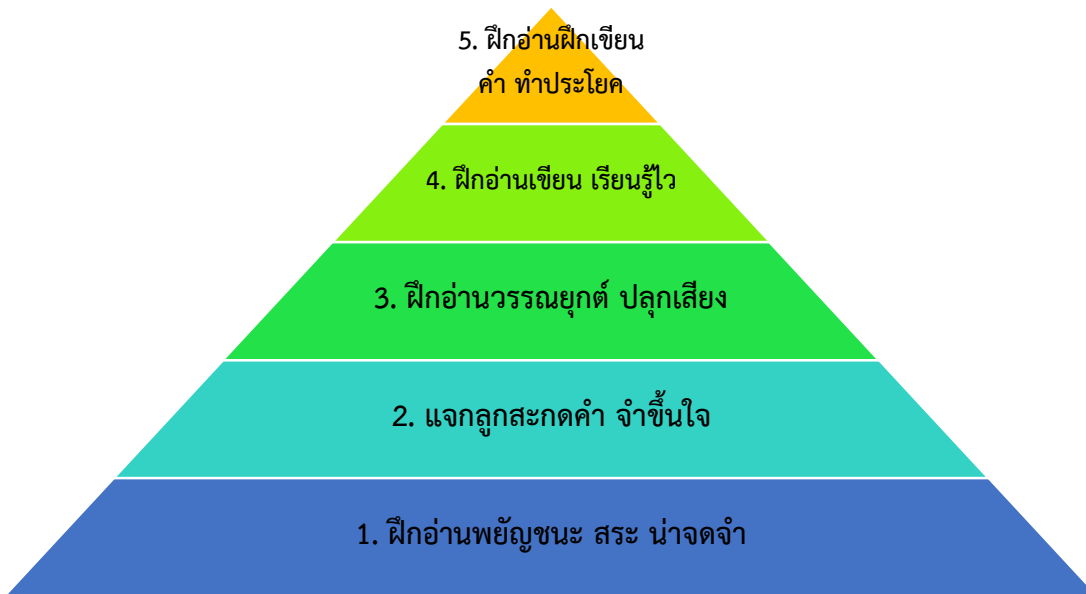 5. ฝึกอ่านฝึกเขียน
คำ ทำประโยค
4. ฝึกอ่านเขียน เรียนรู้ไว
3. ฝึกอ่านวรรณยุกต์ ปลุกเสียง
2. แจกลูกสะกดคำ จำขึ้นใจ
1. ฝึกอ่านพยัญชนะ สระ น่าจดจำ